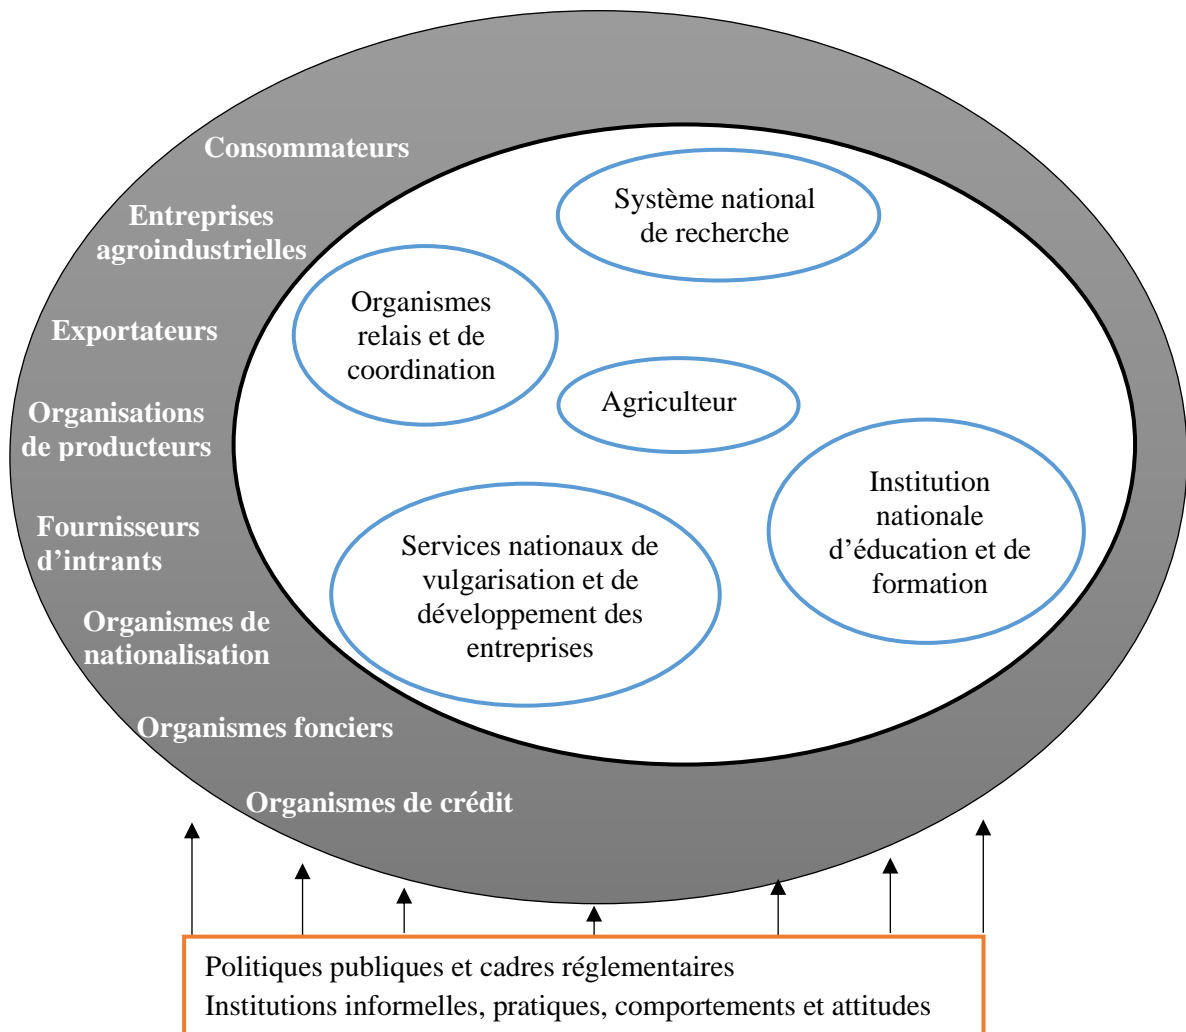 Consommateurs
Entreprises
agroindustrielles
Exportateurs
Organisations
de producteurs
Fournisseurs
d'intrants
Organismes de
nationalisation
Organismes fonciers
Organismes de crédit
Système national
de recherche
Organismes
relais et de
coordination
Agriculteur
Institution
nationale
d'éducation et de
formation
Services nationaux de
vulgarisation et de
développement des
entreprises
Politiques publiques et cadres réglementaires
Institutions informelles, pratiques, comportements et attitudes